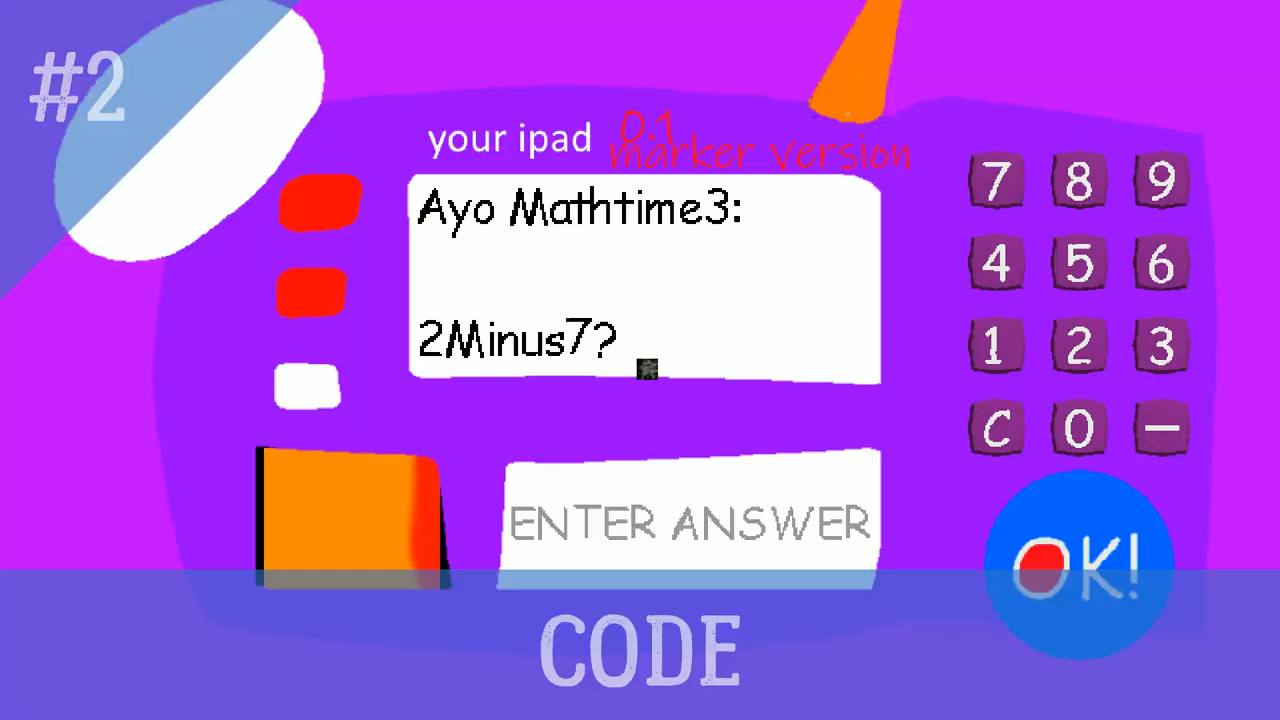 #2
your ipad
0.1
marker version
Ayo Mathtime3:
2Minus7?
7 8 9
4 5 6
1 2 3
C 0 —
ENTER ANSWER
OK!
CODE